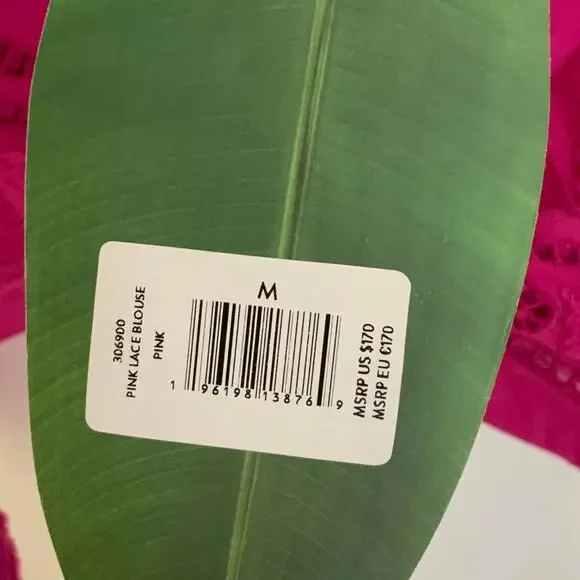 M
306900
PINK LACE BLOUSE
PINK
1 96198 13876 9
MSRP US $170
MSRP EU €170